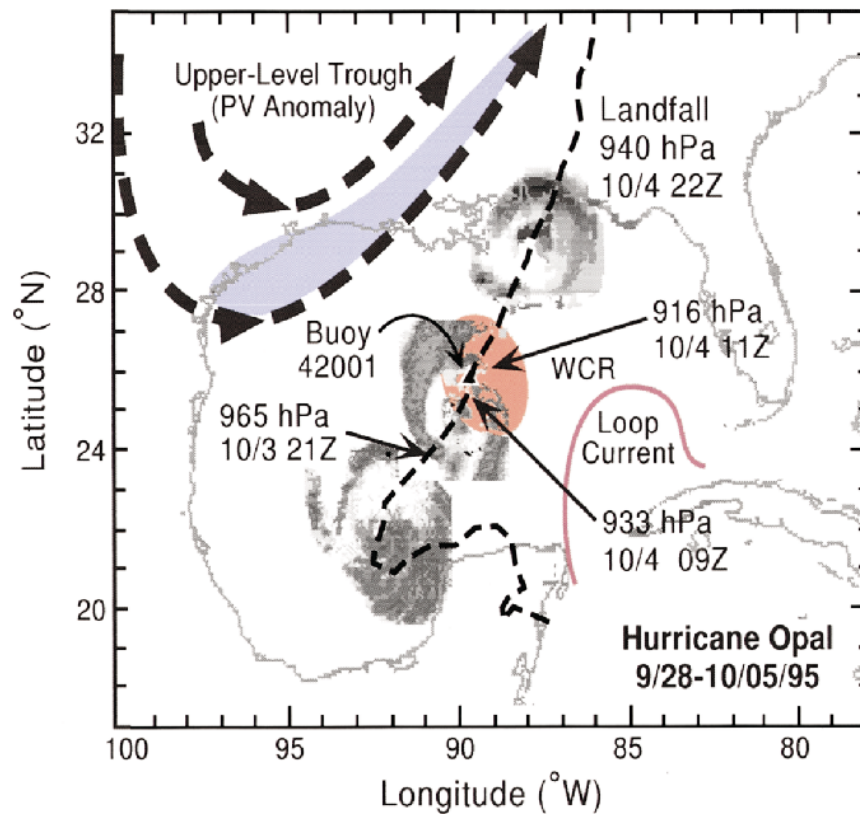 Upper-Level Trough
(PV Anomaly)
Landfall
940 hPa
10/4 22Z
Buoy
42001
916 hPa
10/4 11Z
WCR
965 hPa
10/3 21Z
Loop
Current
933 hPa
10/4 09Z
Hurricane Opal
9/28-10/05/95
Latitude (°N)
32
28
24
20
100
95
90
85
80
Longitude (°W)